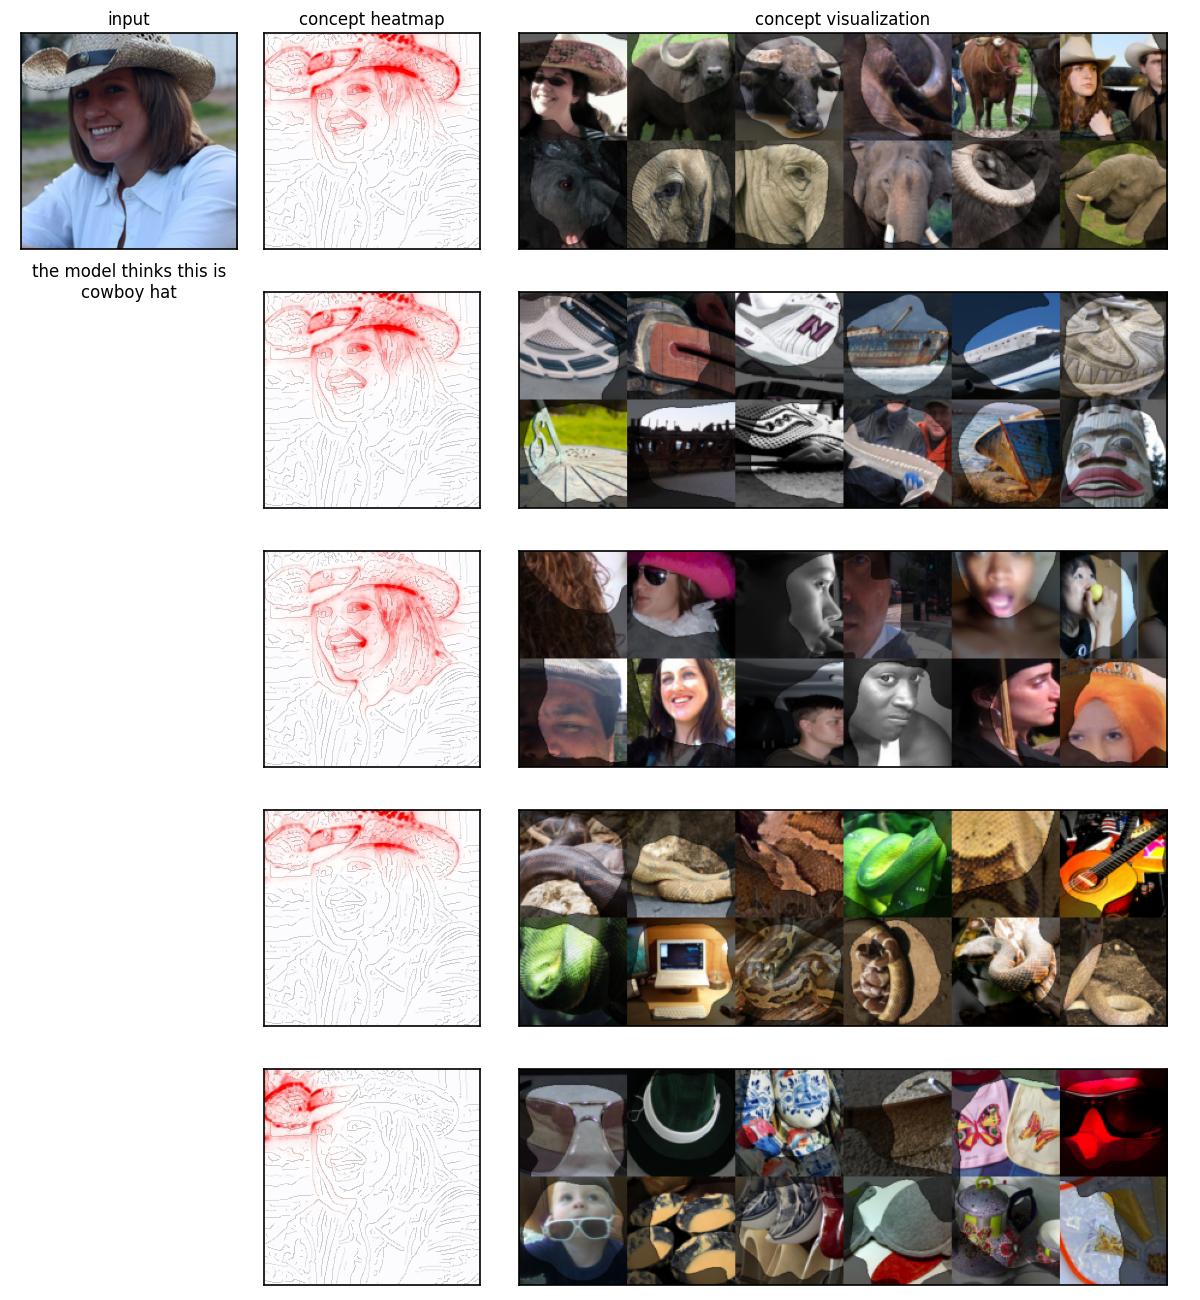 input
concept heatmap
concept visualization
the model thinks this is
cowboy hat
N